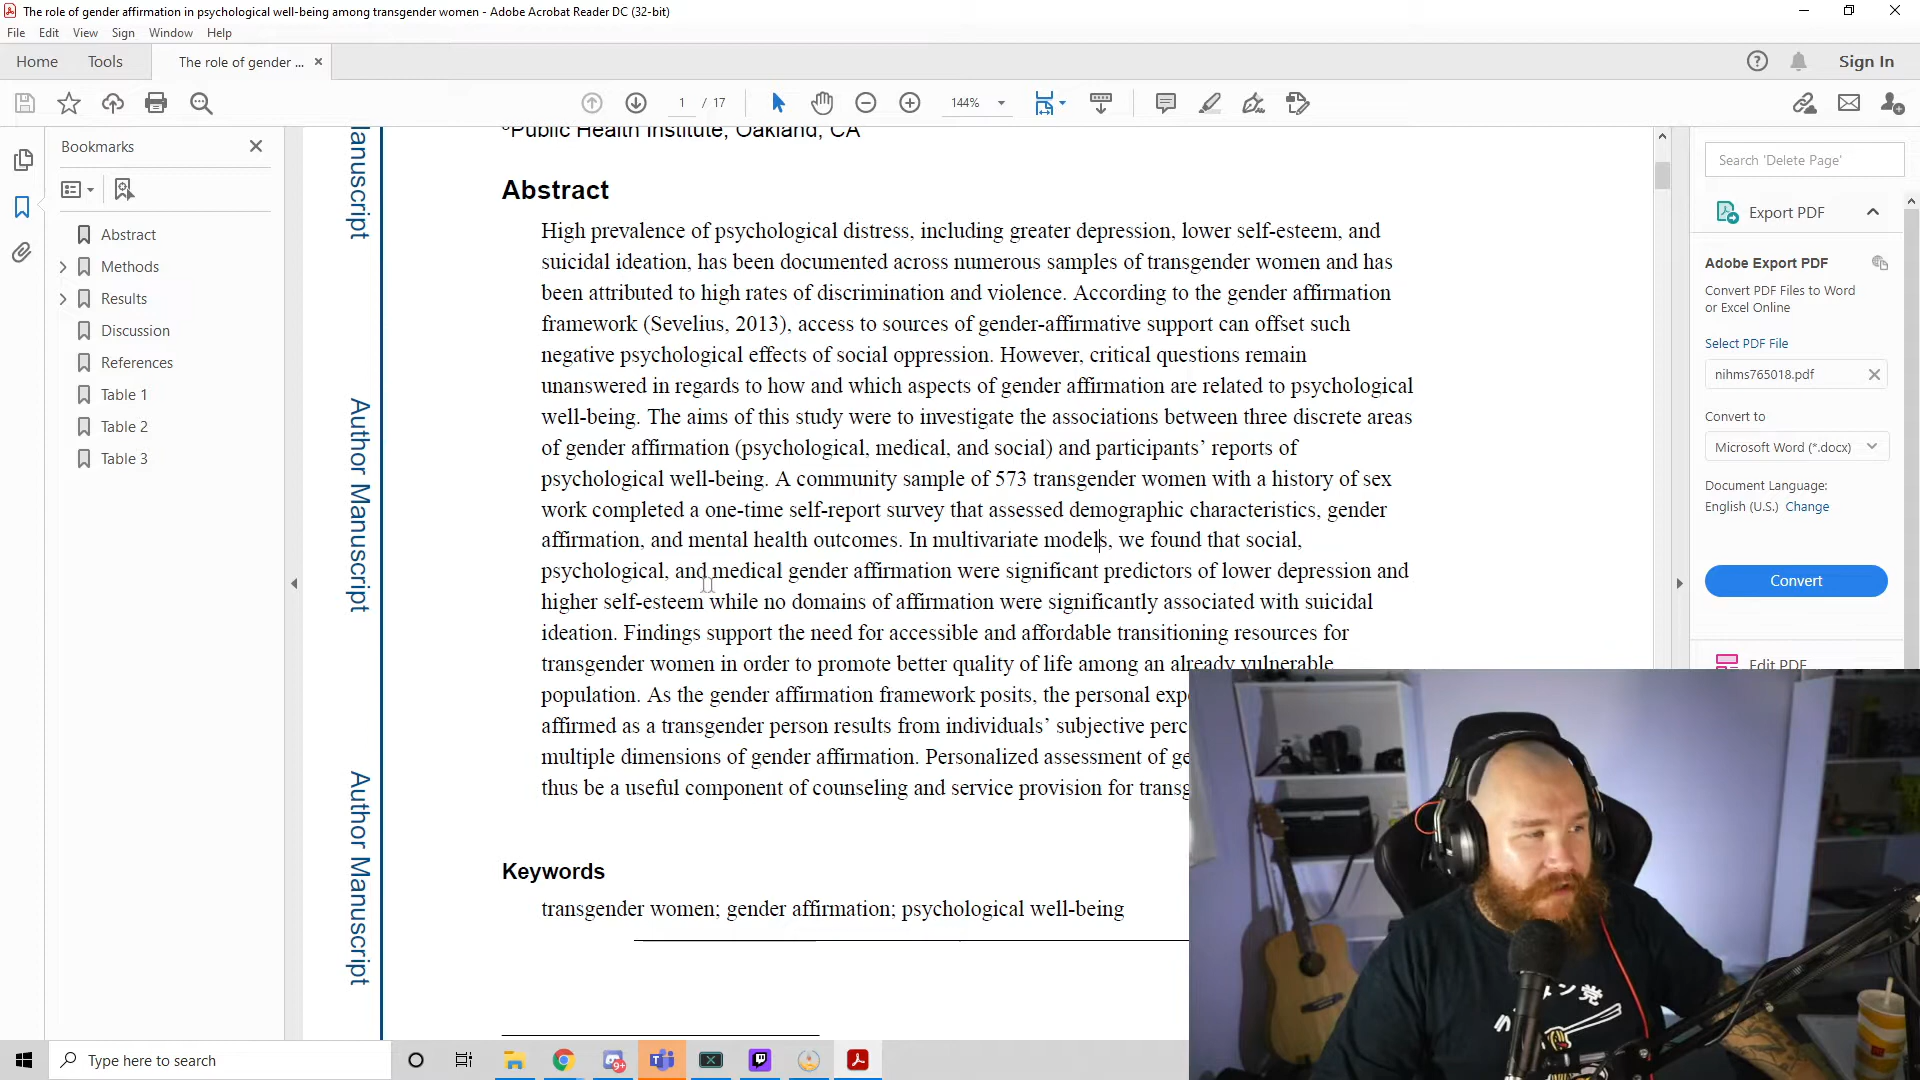 The role of gender affirmation in psychological well-being among transgender women - Adobe Acrobat Reader DC (32-bit)
File Edit View Sign Window Help
Home Tools The role of gender ... Sign In
1 / 17 144%
Bookmarks
Abstract
Methods
Results
Discussion
References
Table 1
Table 2
Table 3
Manuscript
Author Manuscript
Author Manuscript
Public Health Institute, Oakland, CA
Abstract
High prevalence of psychological distress, including greater depression, lower self-esteem, and
suicidal ideation, has been documented across numerous samples of transgender women and has
been attributed to high rates of discrimination and violence. According to the gender affirmation
framework (Sevelius, 2013), access to sources of gender-affirmative support can offset such
negative psychological effects of social oppression. However, critical questions remain
unanswered in regards to how and which aspects of gender affirmation are related to psychological
well-being. The aims of this study were to investigate the associations between three discrete areas
of gender affirmation (psychological, medical, and social) and participants’ reports of
psychological well-being. A community sample of 573 transgender women with a history of sex
work completed a one-time self-report survey that assessed demographic characteristics, gender
affirmation, and mental health outcomes. In multivariate models, we found that social,
psychological, and medical gender affirmation were significant predictors of lower depression and
higher self-esteem while no domains of affirmation were significantly associated with suicidal
ideation. Findings support the need for accessible and affordable transitioning resources for
transgender women in order to promote better quality of life among an already vulnerable
population. As the gender affirmation framework posits, the personal exp
affirmed as a transgender person results from individuals’ subjective perc
multiple dimensions of gender affirmation. Personalized assessment of ge
thus be a useful component of counseling and service provision for transg
Keywords
transgender women; gender affirmation; psychological well-being
Search 'Delete Page'
Export PDF
Adobe Export PDF
Convert PDF Files to Word
or Excel Online
Select PDF File
nihms765018.pdf
Convert to
Microsoft Word (*.docx)
Document Language:
English (U.S.) Change
Convert
Edit PDF
Type here to search